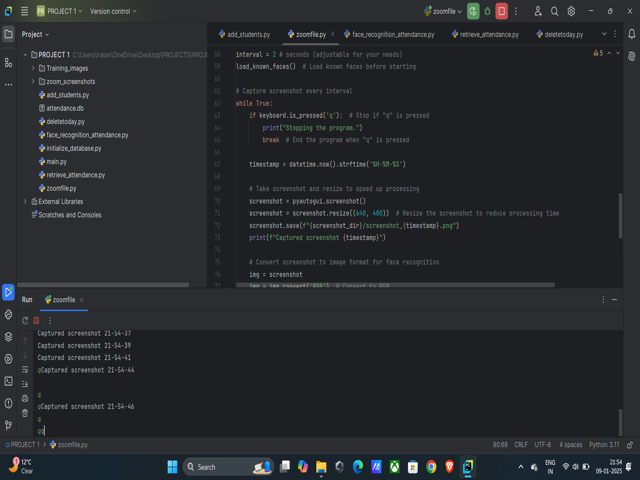 PR PROJECT 1 Version control zoomfile
Project
add_students.py zoomfile.py face_recognition_attendance.py retrieve_attendance.py deletetoday.py
PROJECT 1
Training_images
zoom_screenshots
add_students.py
attendance.db
deletetoday.py
face_recognition_attendance.py
initialize_database.py
main.py
retrieve_attendance.py
zoomfile.py
External Libraries
Scratches and Consoles
5
58 interval = 2 # seconds (adjustable for your needs)
59 load_known_faces() # Load known faces before starting
60
61 # Capture screenshot every interval
62 while True:
63 if keyboard.is_pressed('q'): # Stop if "q" is pressed
64 print("Stopping the program.")
65 break # End the program when "q" is pressed
66
67 timestamp = datetime.now().strftime('%H-%M-%S')
68
69 # Take screenshot and resize to speed up processing
70 screenshot = pyautogui.screenshot()
71 screenshot = screenshot.resize((640, 480)) # Resize the screenshot to reduce processing time
72 screenshot.save(f"{screenshot_dir}/screenshot_{timestamp}.png")
73 print(f"Captured screenshot {timestamp}")
74
75 # Convert screenshot to image format for face recognition
76 img = screenshot
Run zoomfile
Captured screenshot 21-54-37
Captured screenshot 21-54-39
Captured screenshot 21-54-41
qCaptured screenshot 21-54-44
q
qCaptured screenshot 21-54-46
q
qq
PROJECT 1 zoomfile.py 80:68 CRLF UTF-8 4 spaces Python 3.11
12°C
Clear
Search
ENG
IN
21:54
09-01-2025